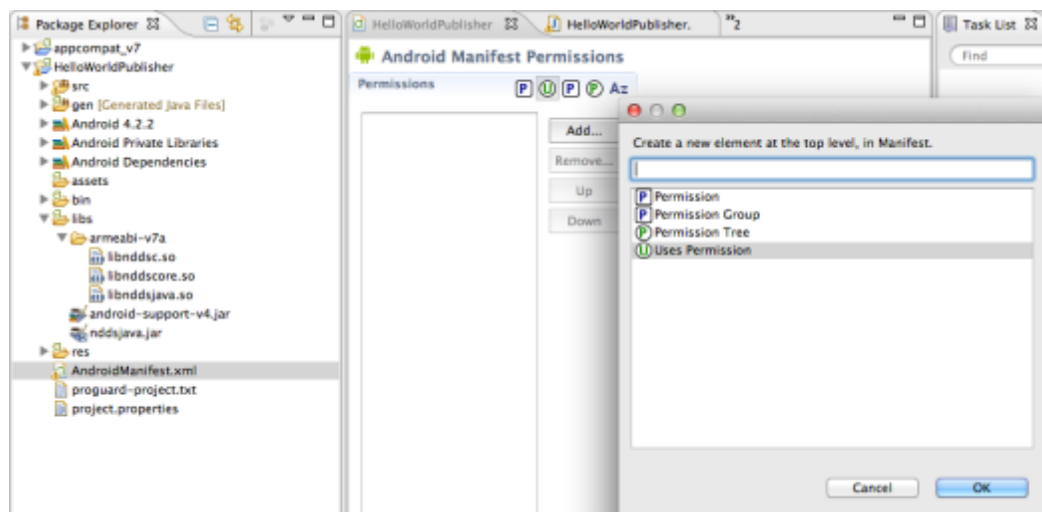 Package Explorer
appcompat_v7
HelloWorldPublisher
src
gen [Generated Java Files]
Android 4.2.2
Android Private Libraries
Android Dependencies
assets
bin
libs
armeabi-v7a
libnddsc.so
libnddscore.so
libnddsjava.so
android-support-v4.jar
nddsjava.jar
res
AndroidManifest.xml
proguard-project.txt
project.properties
HelloWorldPublisher
HelloWorldPublisher.
»2
Android Manifest Permissions
Permissions
P U P P Az
Add...
Remove...
Up
Down
Task List
Find
Create a new element at the top level, in Manifest.
P Permission
P Permission Group
P Permission Tree
U Uses Permission
Cancel
OK